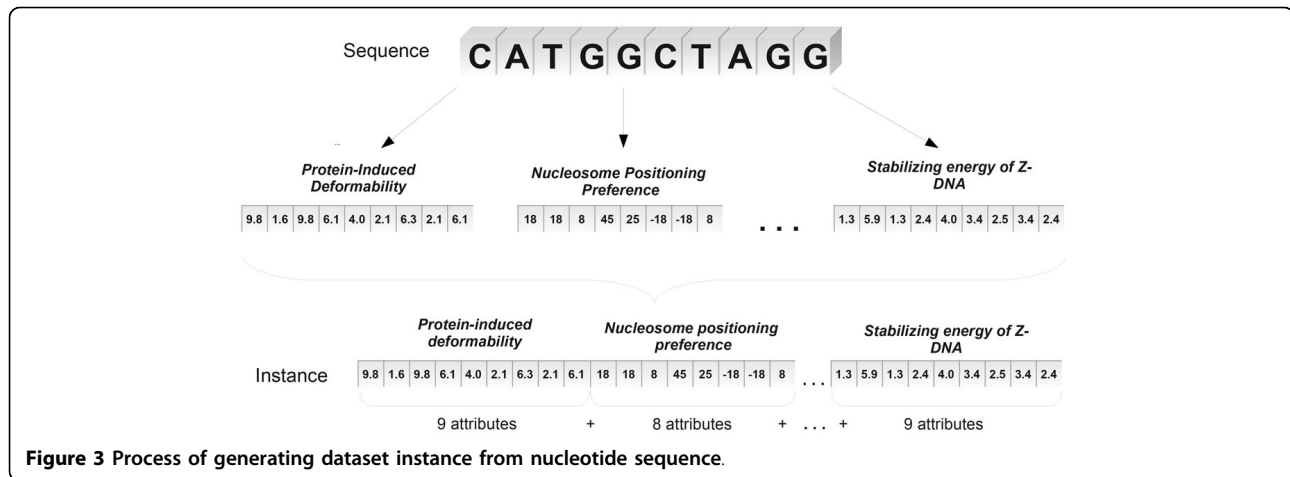 Sequence CATGGCTAGG
...
Protein-Induced
Deformability
Nucleosome Positioning
Preference
Stabilizing energy of Z-
DNA
9.8 1.6 9.8 6.1 4.0 2.1 6.3 2.1 6.1
18 18 8 45 25 -18 -18 8
...
1.3 5.9 1.3 2.4 4.0 3.4 2.5 3.4 2.4
Protein-induced
deformability
Nucleosome positioning
preference
Stabilizing energy of Z-
DNA
Instance 9.8 1.6 9.8 6.1 4.0 2.1 6.3 2.1 6.1 18 18 8 45 25 -18 -18 8 ... 1.3 5.9 1.3 2.4 4.0 3.4 2.5 3.4 2.4
9 attributes + 8 attributes + ... + 9 attributes
Figure 3 Process of generating dataset instance from nucleotide sequence.